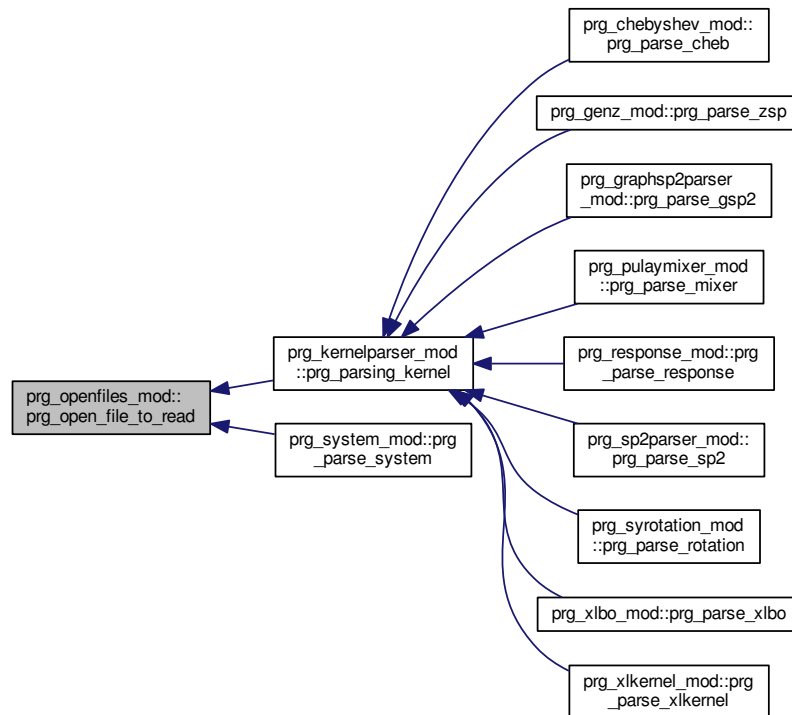 prg_chebyshev_mod::
prg_parse_cheb
prg_genz_mod::prg_parse_zsp
prg_graphsp2parser
_mod::prg_parse_gsp2
prg_pulaymixer_mod
::prg_parse_mixer
prg_kernelparser_mod
::prg_parsing_kernel
prg_response_mod::prg
_parse_response
prg_openfiles_mod::
prg_open_file_to_read
prg_system_mod::prg
_parse_system
prg_sp2parser_mod::
prg_parse_sp2
prg_syrotation_mod
::prg_parse_rotation
prg_xlbo_mod::prg_parse_xlbo
prg_xlkernel_mod::prg
_parse_xlkernel